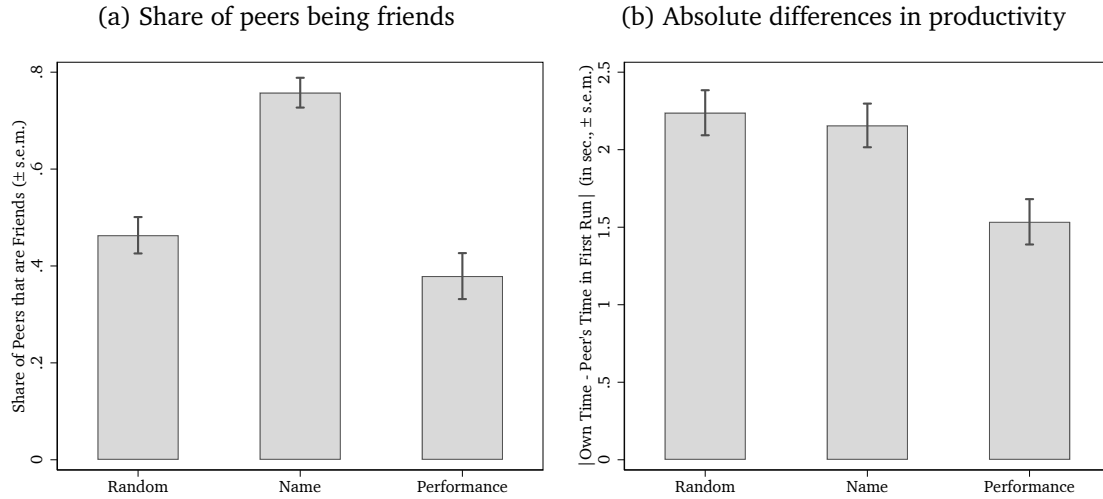 (a) Share of peers being friends
Share of Peers that are Friends (± s.e.m.)
.8
.6
.4
.2
0
Random Name Performance
(b) Absolute differences in productivity
|Own Time - Peer's Time in First Run| (in sec., ± s.e.m.)
2.5
2
1.5
1
.5
0
Random Name Performance